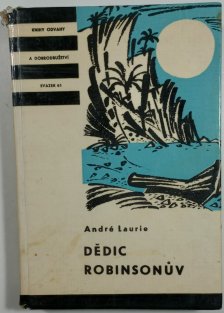 KNIHY ODVAHY
A DOBRODRUŽSTVÍ
SVAZEK 61
André Laurie
DĚDIC
ROBINSONŮV